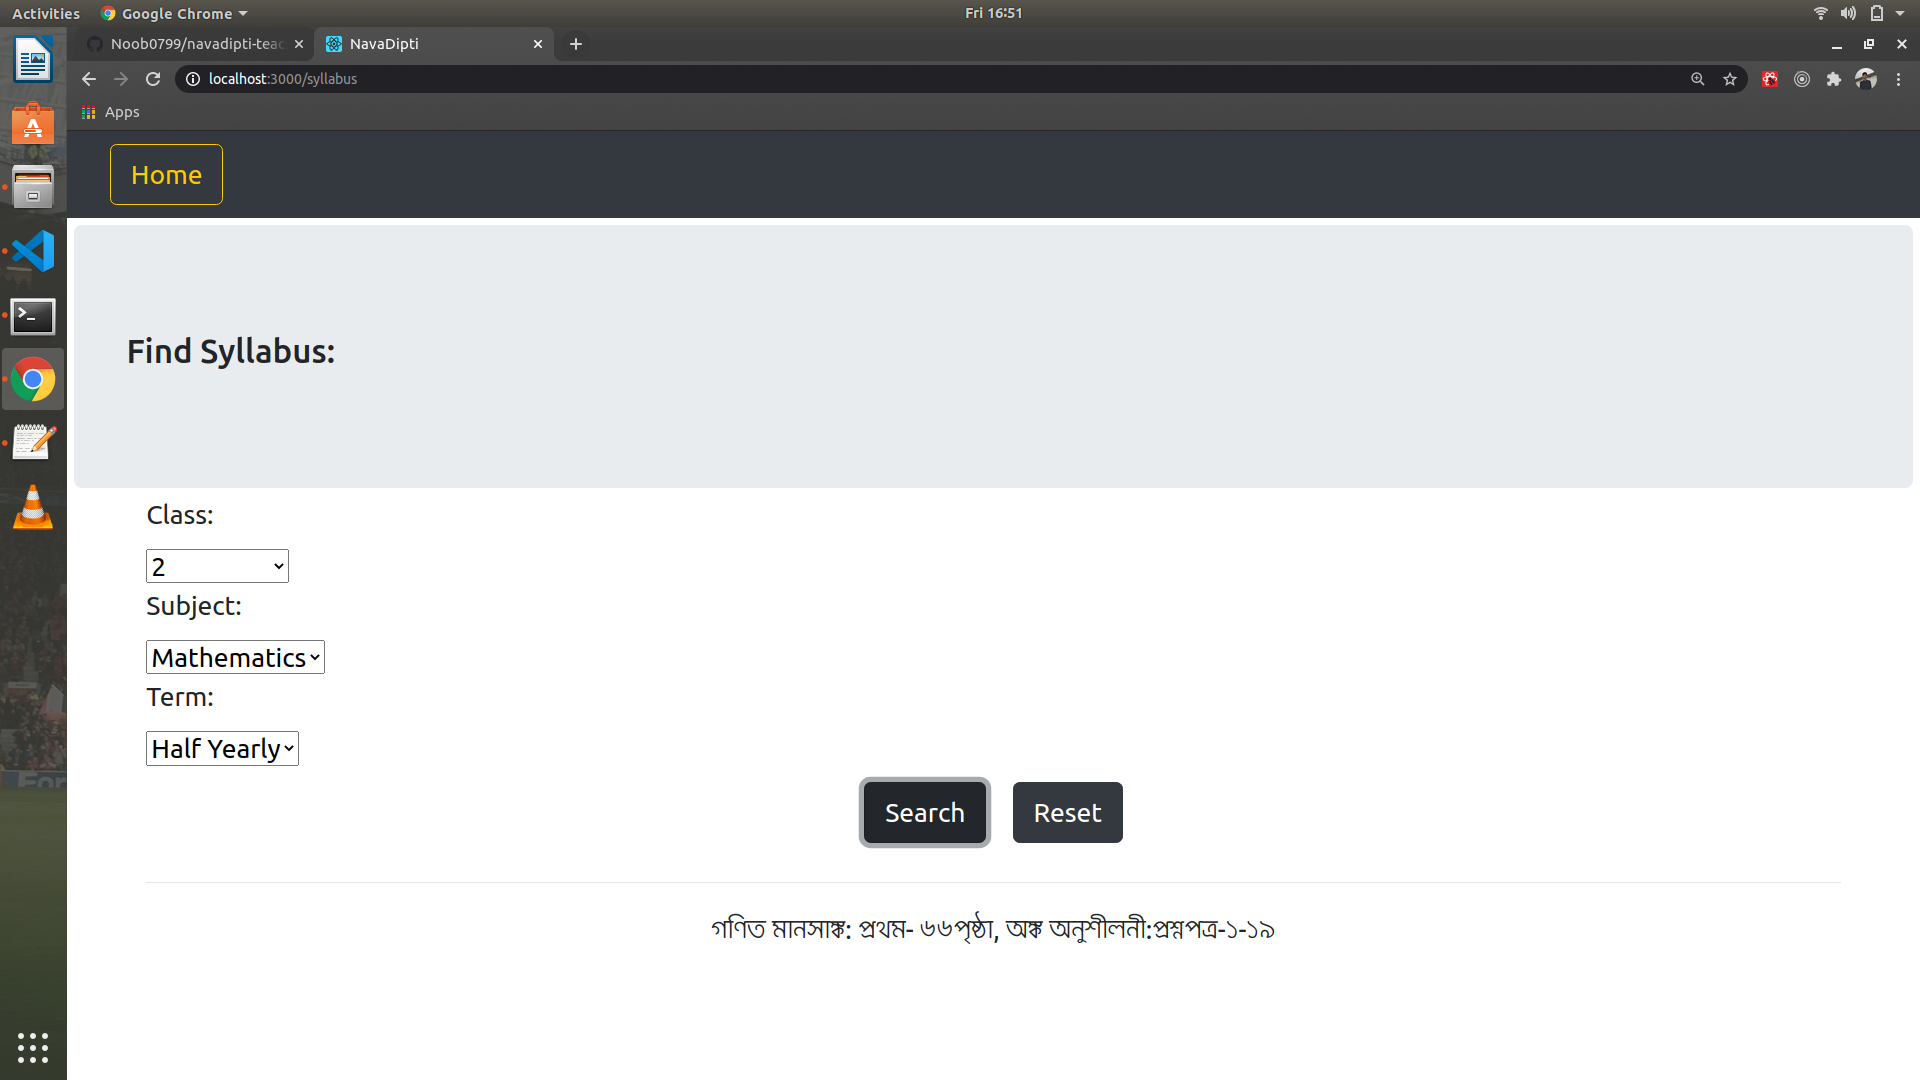 Activities Google Chrome Fri 16:51
Noob0799/navadipti-teac NavaDipti
localhost:3000/syllabus
Apps
Home
Find Syllabus:
Class:
2
Subject:
Mathematics
Term:
Half Yearly
Search Reset
গণিত মানসাঙ্ক: প্রথম- ৬৬পৃষ্ঠা, অঙ্ক অনুশীলনী:প্রশ্নপত্র-১-১৯